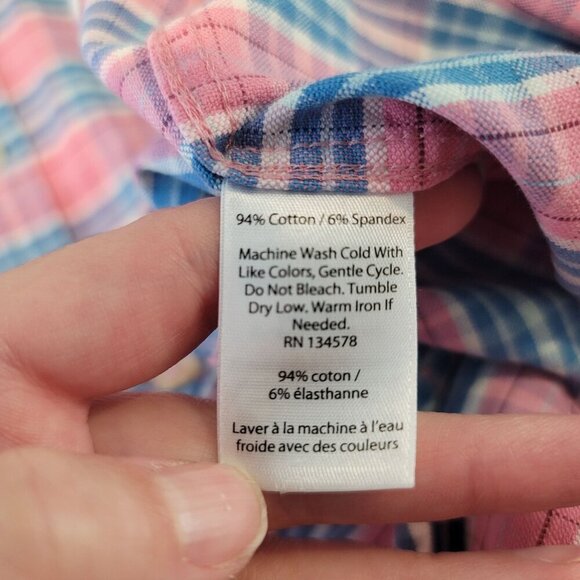 94% Cotton / 6% Spandex
Machine Wash Cold With
Like Colors, Gentle Cycle.
Do Not Bleach. Tumble
Dry Low. Warm Iron If
Needed.
RN 134578
94% coton /
6% élasthanne
Laver à la machine à l'eau
froide avec des couleurs